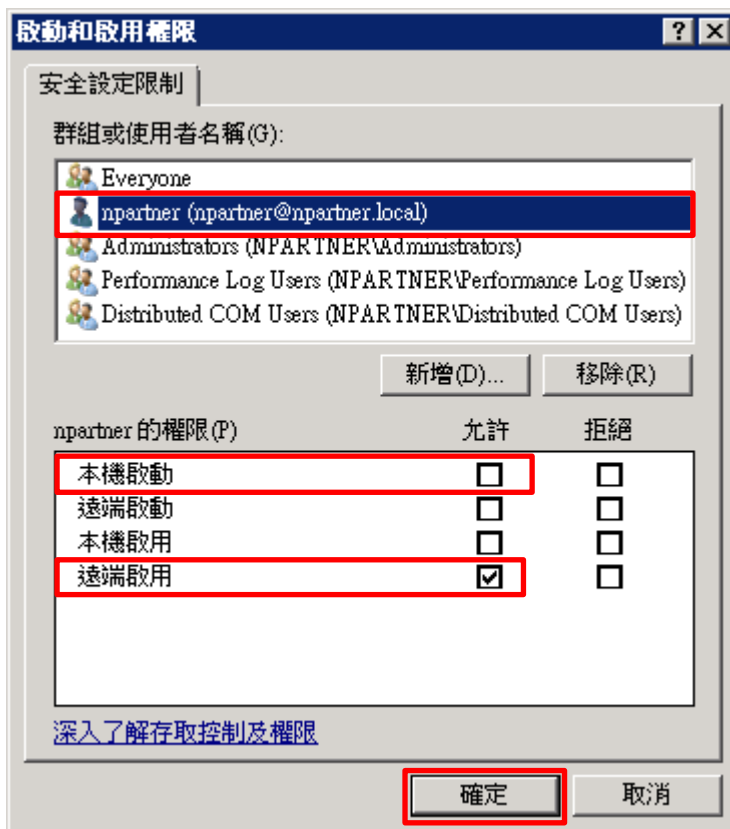 啟動和啟用權限
安全設定限制
群組或使用者名稱(G):
Everyone
npartner (npartner@npartner.local)
Administrators (NPARTNER\Administrators)
Performance Log Users (NPARTNER\Performance Log Users)
Distributed COM Users (NPARTNER\Distributed COM Users)
新增(D)... 移除(R)
npartner 的權限(P) 允許 拒絕
本機啟動
遠端啟動
本機啟用
遠端啟用
深入了解存取控制及權限
確定 取消